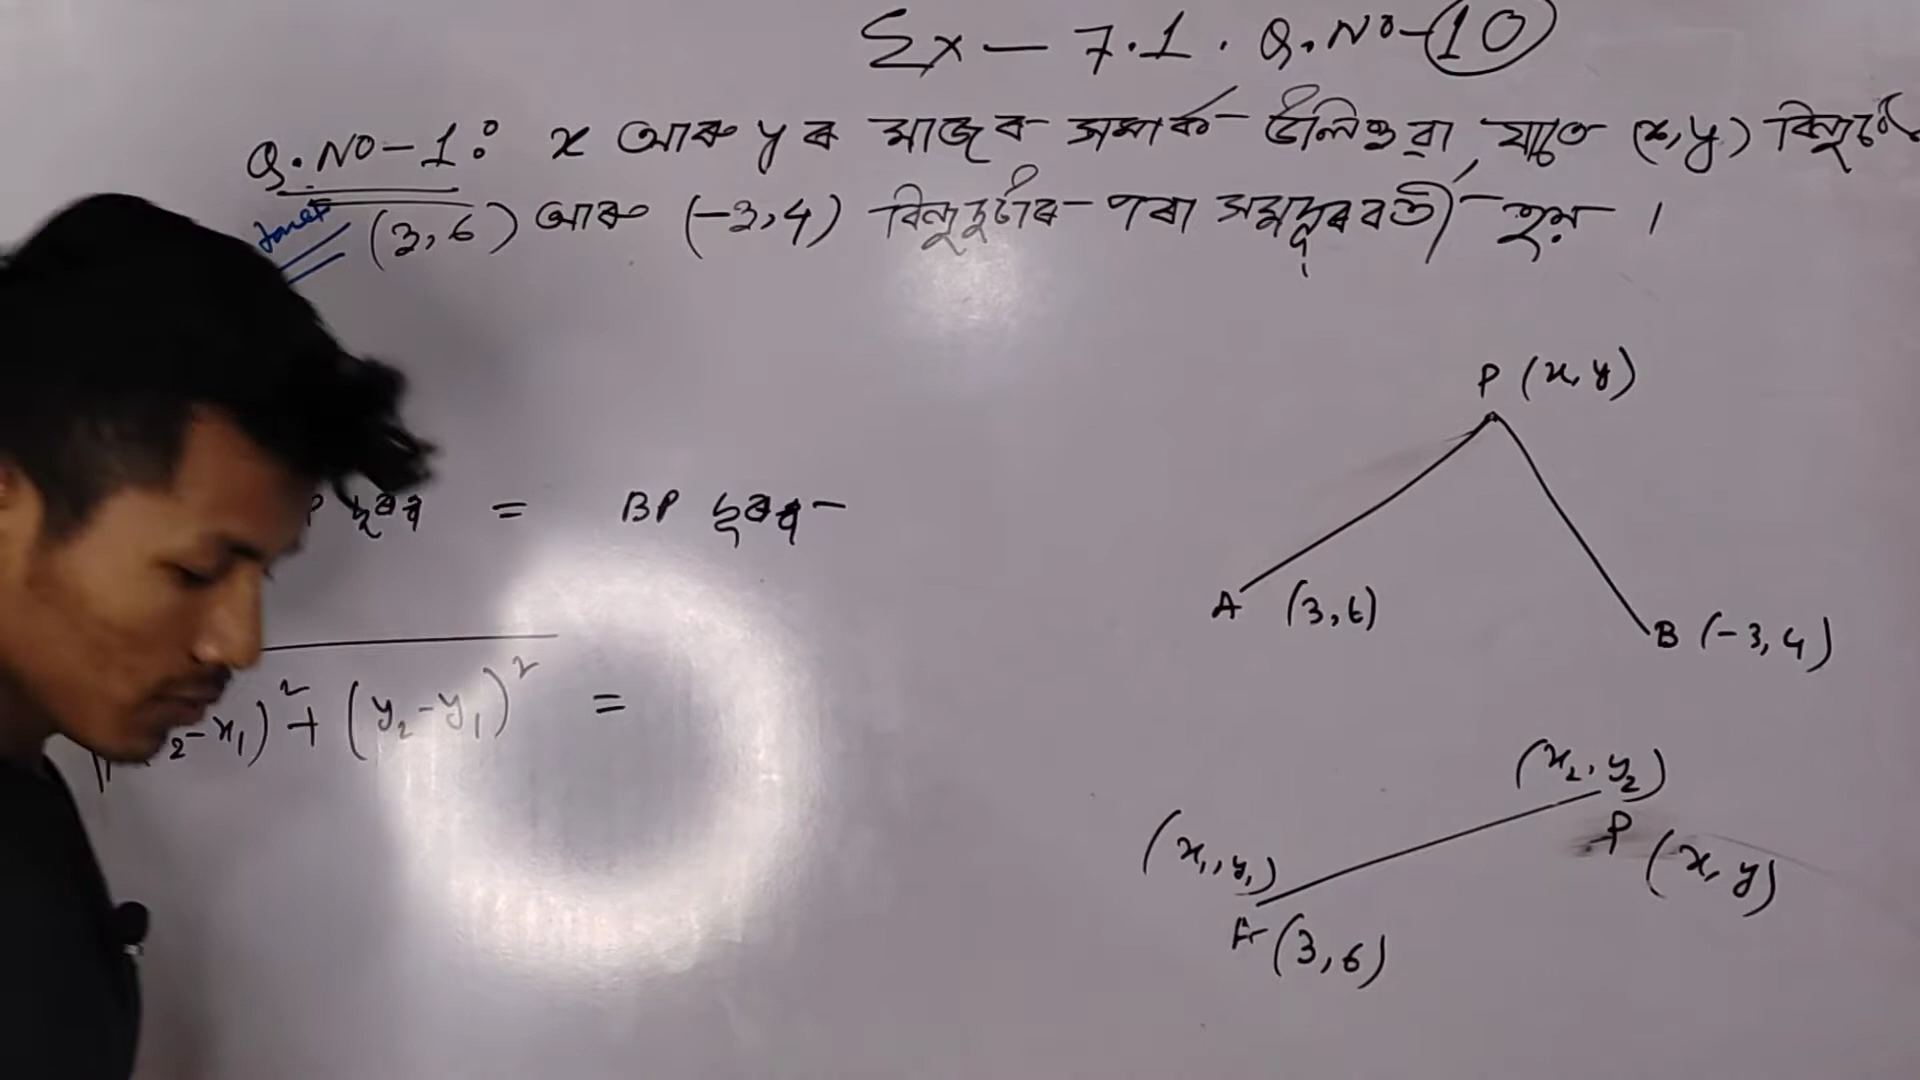 Ex — 7.1. Q.NO-10
Q.NO-1: x আৰু y ৰ মাজৰ সম্পৰ্ক উলিওৱা, যাতে (x,y) বিন্দুটো
(3,6) আৰু (-3,4) বিন্দুদুটাৰ পৰা সমদূৰৱৰ্তী হয় ।
P (x, y)
P দূৰত্ব = BP দূৰত্ব
A (3,6)
B (-3, 4)
2-x₁)² + (y₂-y₁)² =
(x₂, y₂)
P (x, y)
(x₁, y₁)
A (3,6)